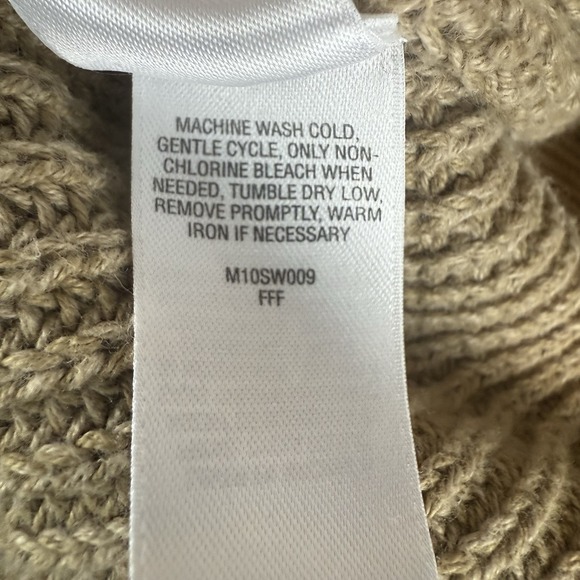 MACHINE WASH COLD,
GENTLE CYCLE, ONLY NON-
CHLORINE BLEACH WHEN
NEEDED, TUMBLE DRY LOW,
REMOVE PROMPTLY, WARM
IRON IF NECESSARY
M10SW009
FFF